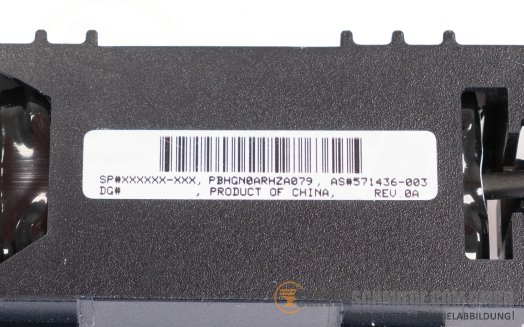 SP#XXXXXX-XXX, PBHGN0ARHZA079, AS#571436-003
DG# , PRODUCT OF CHINA, REV 0A